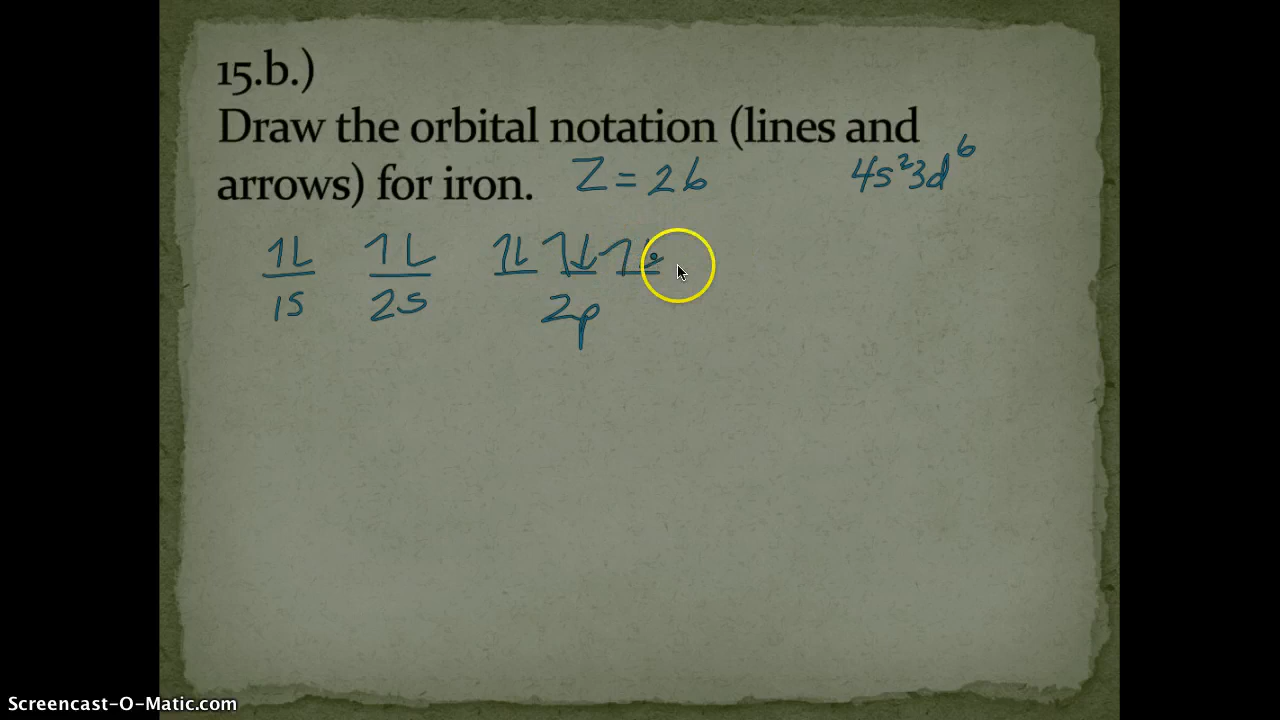 15.b.)
Draw the orbital notation (lines and
arrows) for iron. Z = 26 4s²3d⁶
↿⇂ ↿⇂ ↿⇂ ↿⇂ ↿⇂
1s 2s 2p
Screencast-O-Matic.com